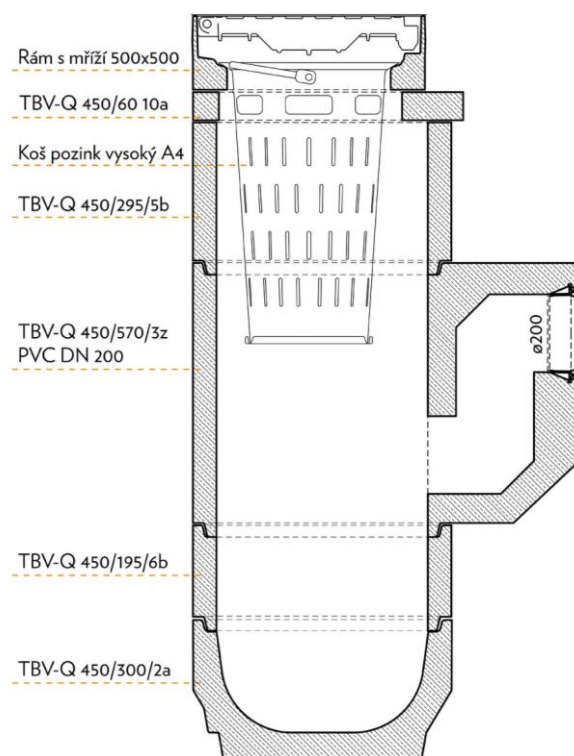 Rám s mříží 500x500
TBV-Q 450/60 10a
Koš pozink vysoký A4
TBV-Q 450/295/5b
TBV-Q 450/570/3z
PVC DN 200
ø200
TBV-Q 450/195/6b
TBV-Q 450/300/2a